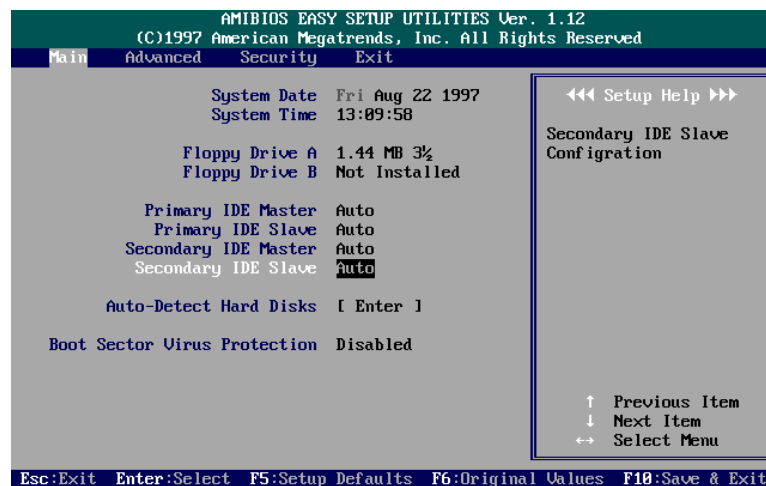 AMIBIOS EASY SETUP UTILITIES Ver. 1.12
(C)1997 American Megatrends, Inc. All Rights Reserved
Main Advanced Security Exit
System Date Fri Aug 22 1997
System Time 13:09:58
Floppy Drive A 1.44 MB 3½
Floppy Drive B Not Installed
Primary IDE Master Auto
Primary IDE Slave Auto
Secondary IDE Master Auto
Secondary IDE Slave Auto
Auto-Detect Hard Disks [ Enter ]
Boot Sector Virus Protection Disabled
Setup Help
Secondary IDE Slave
Configration
↑ Previous Item
↓ Next Item
↔ Select Menu
Esc:Exit Enter:Select F5:Setup Defaults F6:Original Values F10:Save & Exit